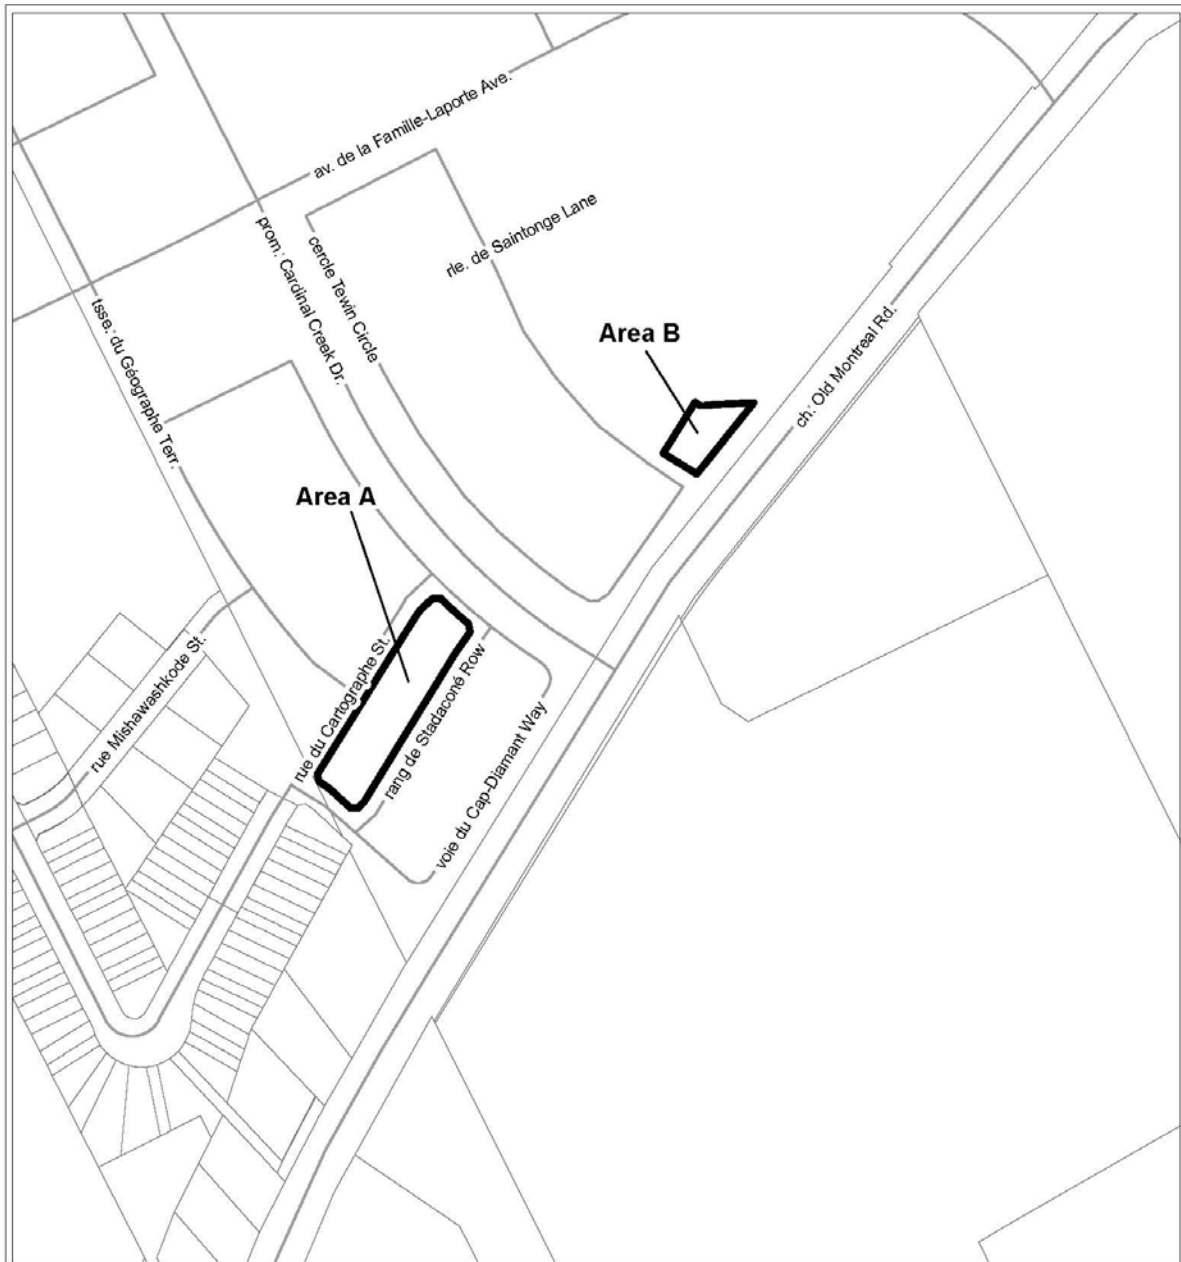 av. de la Famille-Laporte Ave.
rle. de Saintonge Lane
prom. Cardinal Creek Dr.
cercle Tewin Circle
tsse. du Géographe Terr.
Area B
ch. Old Montreal Rd.
Area A
rue Mishawashkode St.
rue du Cartographe St.
rang de Stadaconé Row
voie du Cap-Diamant Way